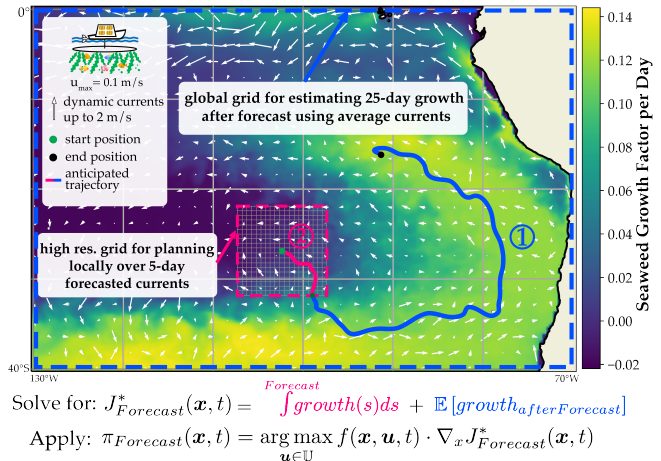 0°
u_max = 0.1 m/s
dynamic currents
up to 2 m/s
start position
end position
anticipated
trajectory
global grid for estimating 25-day growth
after forecast using average currents
high res. grid for planning
locally over 5-day
forecasted currents
②
①
40°S
130°W
70°W
0.14
0.12
0.10
0.08
0.06
0.04
0.02
0.00
−0.02
Seaweed Growth Factor per Day
Solve for: J*_Forecast(x, t) = ∫^Forecast growth(s)ds + 𝔼[growth_afterForecast]
Apply: π_Forecast(x, t) = arg max_{u∈𝕌} f(x, u, t) · ∇_x J*_Forecast(x, t)